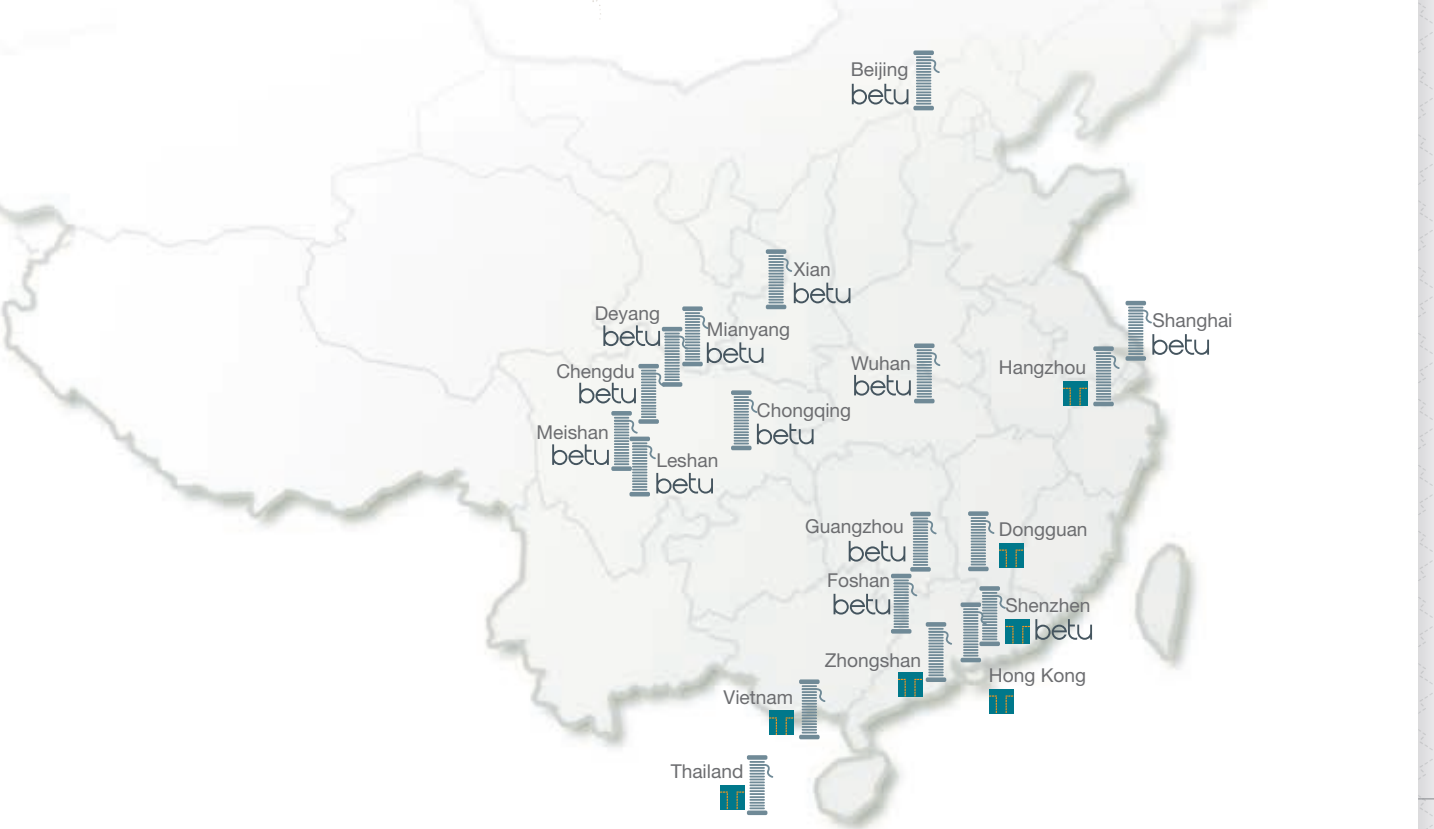 Beijing
betu
Xian
betu
Deyang
betu
Mianyang
betu
Shanghai
betu
Chengdu
betu
Wuhan
betu
Hangzhou
Chongqing
betu
Meishan
betu
Leshan
betu
Guangzhou
betu
Dongguan
Foshan
betu
Shenzhen
betu
Zhongshan
Hong Kong
Vietnam
Thailand